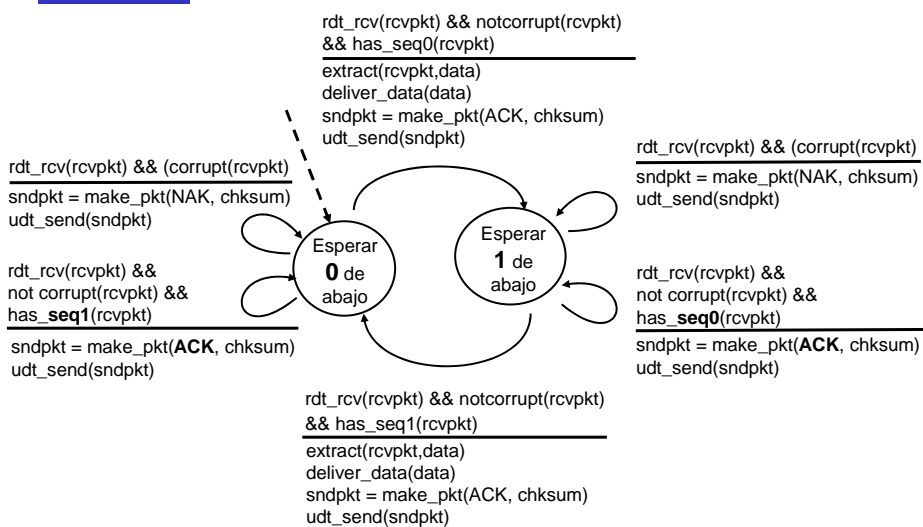 rdt_rcv(rcvpkt) && notcorrupt(rcvpkt)
&& has_seq0(rcvpkt)
extract(rcvpkt,data)
deliver_data(data)
sndpkt = make_pkt(ACK, chksum)
udt_send(sndpkt)
rdt_rcv(rcvpkt) && (corrupt(rcvpkt)
sndpkt = make_pkt(NAK, chksum)
udt_send(sndpkt)
rdt_rcv(rcvpkt) &&
not corrupt(rcvpkt) &&
has_seq1(rcvpkt)
sndpkt = make_pkt(ACK, chksum)
udt_send(sndpkt)
Esperar
0 de
abajo
Esperar
1 de
abajo
rdt_rcv(rcvpkt) && (corrupt(rcvpkt)
sndpkt = make_pkt(NAK, chksum)
udt_send(sndpkt)
rdt_rcv(rcvpkt) &&
not corrupt(rcvpkt) &&
has_seq0(rcvpkt)
sndpkt = make_pkt(ACK, chksum)
udt_send(sndpkt)
rdt_rcv(rcvpkt) && notcorrupt(rcvpkt)
&& has_seq1(rcvpkt)
extract(rcvpkt,data)
deliver_data(data)
sndpkt = make_pkt(ACK, chksum)
udt_send(sndpkt)